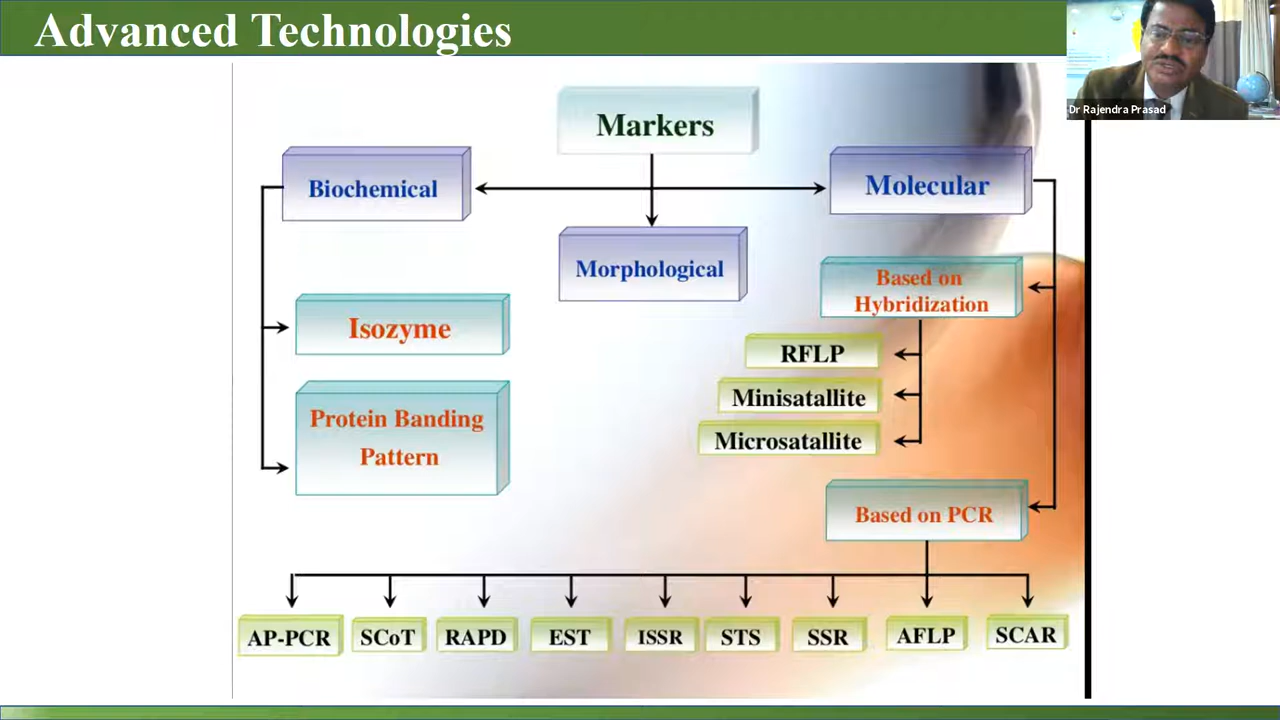 Advanced Technologies
Dr Rajendra Prasad
Markers
Biochemical
Molecular
Morphological
Based on
Hybridization
Isozyme
RFLP
Minisatallite
Protein Banding
Pattern
Microsatallite
Based on PCR
AP-PCR
SCoT
RAPD
EST
ISSR
STS
SSR
AFLP
SCAR